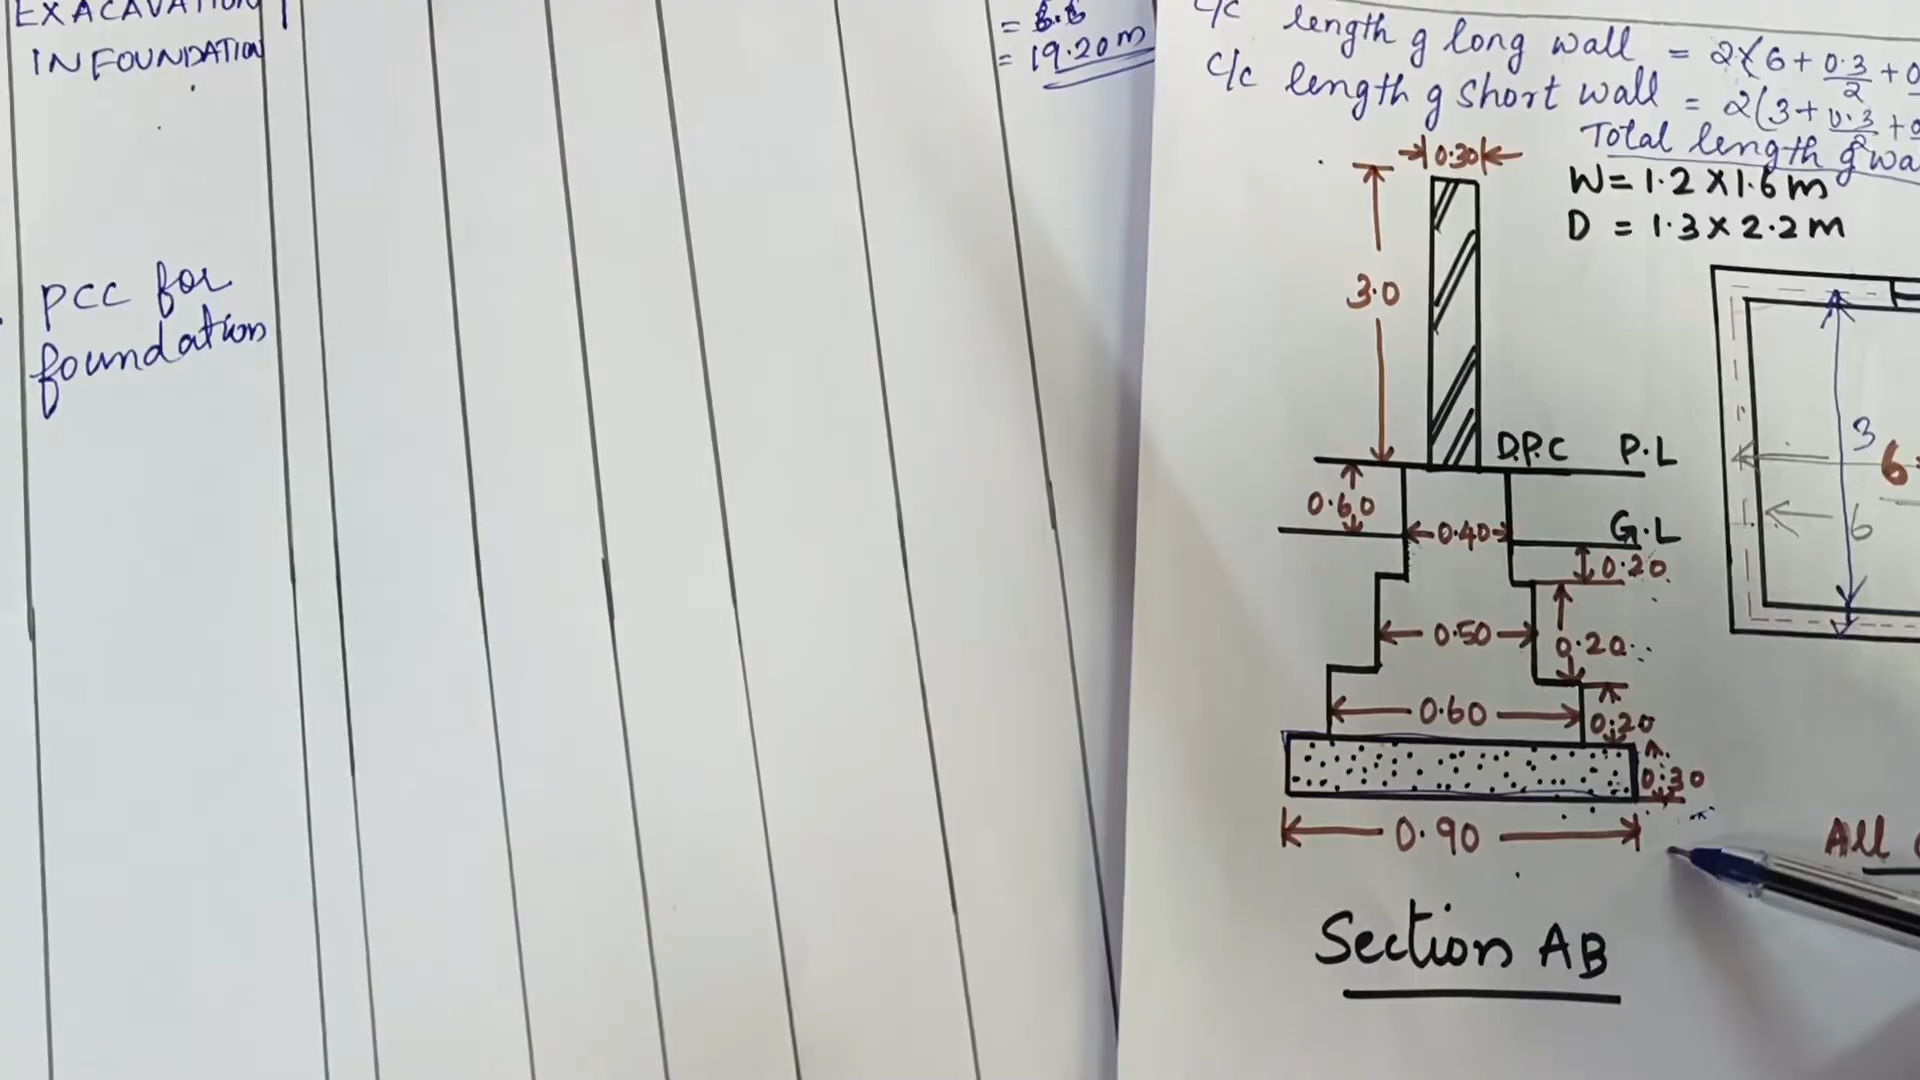 EXACAVATION
IN FOUNDATION
PCC for
foundation
=
= 19.20 m
c/c length g long wall = 2(6 + 0.3/2 + 0
c/c length g short wall = 2(3 + 0.3/2 + 0
Total length g wa
W = 1.2 X 1.6 m
D = 1.3 X 2.2 m
0.30
3.0
D.P.C P.L
0.60
0.40
G.L
0.20
0.50
0.20
0.60
0.20
0.30
0.90
3
6
6
All
Section AB